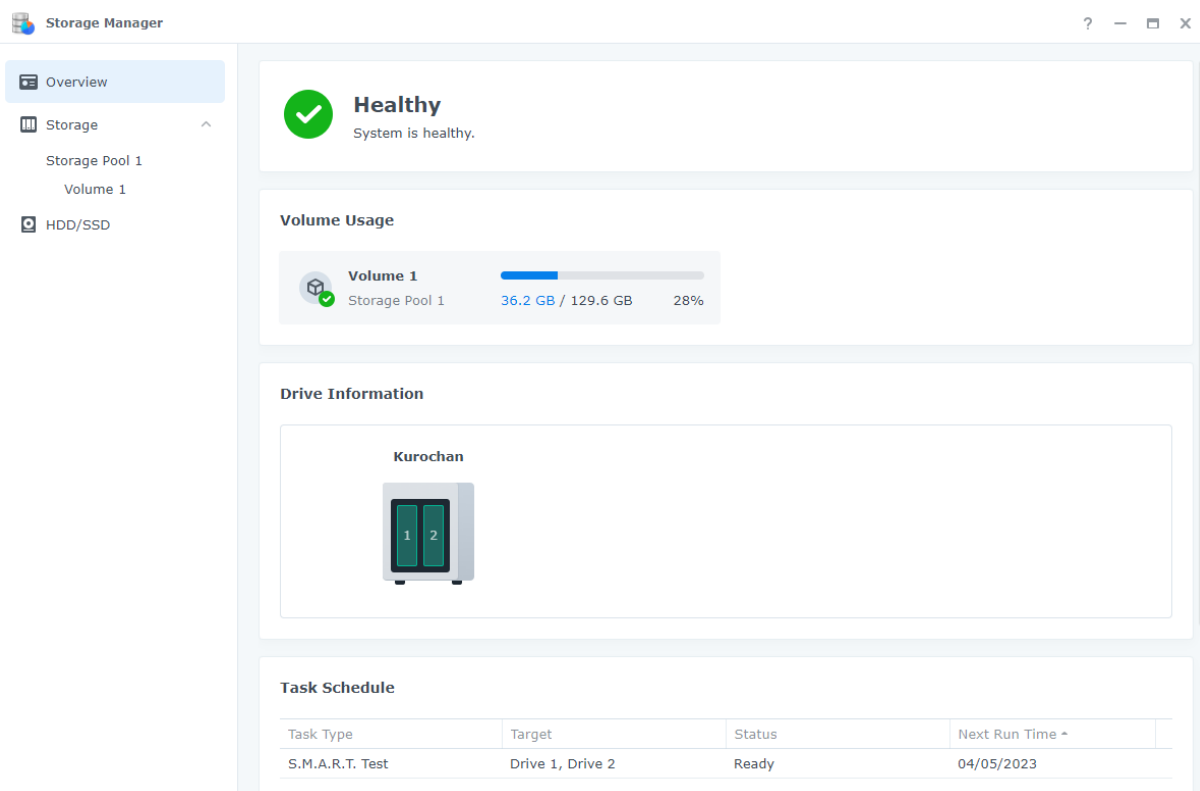 Storage Manager
Overview
Storage
Storage Pool 1
Volume 1
HDD/SSD
Healthy
System is healthy.
Volume Usage
Volume 1
Storage Pool 1
36.2 GB / 129.6 GB 28%
Drive Information
Kurochan
1 2
Task Schedule
Task Type Target Status Next Run Time
S.M.A.R.T. Test Drive 1, Drive 2 Ready 04/05/2023